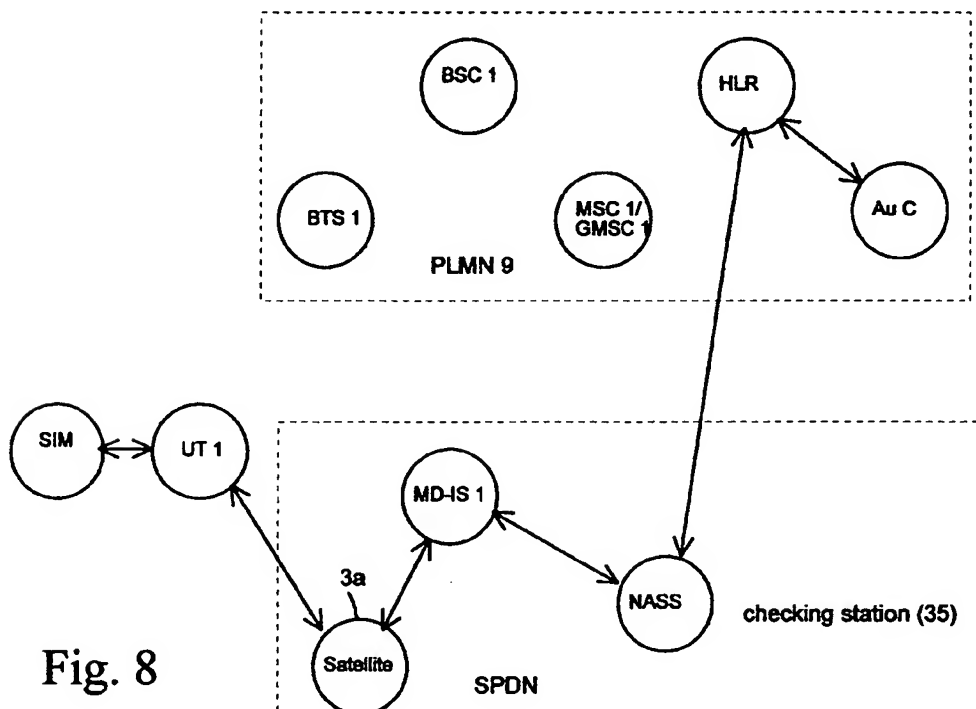 BSC 1
HLR
BTS 1
MSC 1/
GMSC 1
Au C
PLMN 9
SIM
UT 1
MD-IS 1
3a
NASS
checking station (35)
Satellite
SPDN
Fig. 8